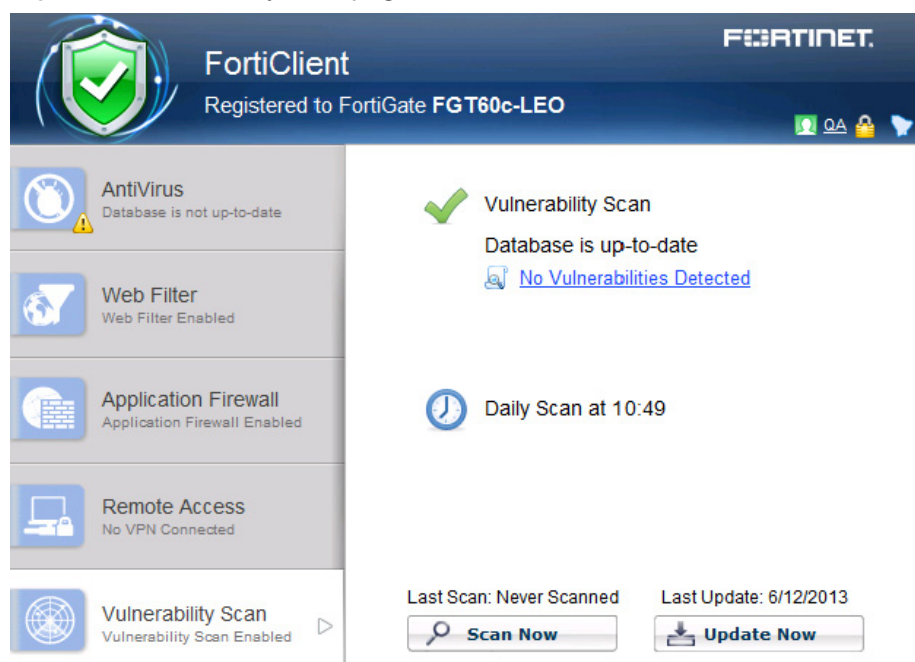 FORTINET.
FortiClient
Registered to FortiGate FGT60c-LEO
QA
AntiVirus
Database is not up-to-date
Web Filter
Web Filter Enabled
Application Firewall
Application Firewall Enabled
Remote Access
No VPN Connected
Vulnerability Scan
Vulnerability Scan Enabled
Vulnerability Scan
Database is up-to-date
No Vulnerabilities Detected
Daily Scan at 10:49
Last Scan: Never Scanned
Scan Now
Last Update: 6/12/2013
Update Now